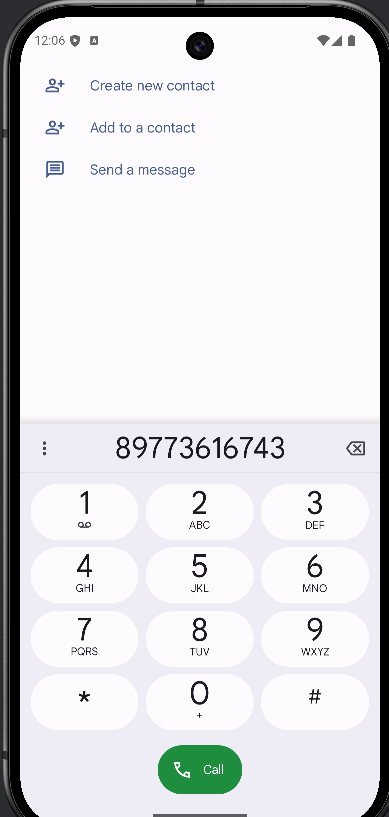 12:06
Create new contact
Add to a contact
Send a message
89773616743
1 2 3
ABC DEF
4 5 6
GHI JKL MNO
7 8 9
PQRS TUV WXYZ
* 0 #
+
Call